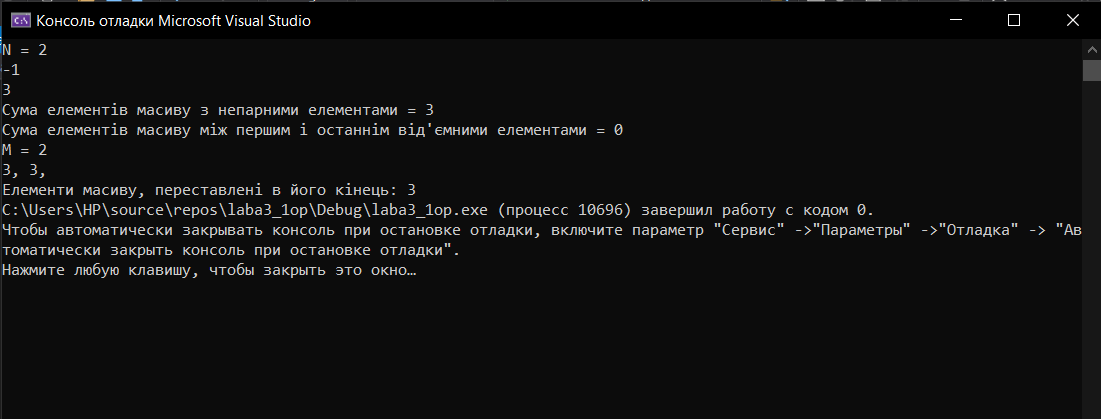 Консоль отладки Microsoft Visual Studio
N = 2
-1
3
Сума елементів масиву з непарними елементами = 3
Сума елементів масиву між першим і останнім від'ємними елементами = 0
M = 2
3, 3,
Елементи масиву, переставлені в його кінець: 3
C:\Users\HP\source\repos\laba3_1op\Debug\laba3_1op.exe (процесс 10696) завершил работу с кодом 0.
Чтобы автоматически закрывать консоль при остановке отладки, включите параметр "Сервис" ->"Параметры" ->"Отладка" -> "Ав
томатически закрыть консоль при остановке отладки".
Нажмите любую клавишу, чтобы закрыть это окно…